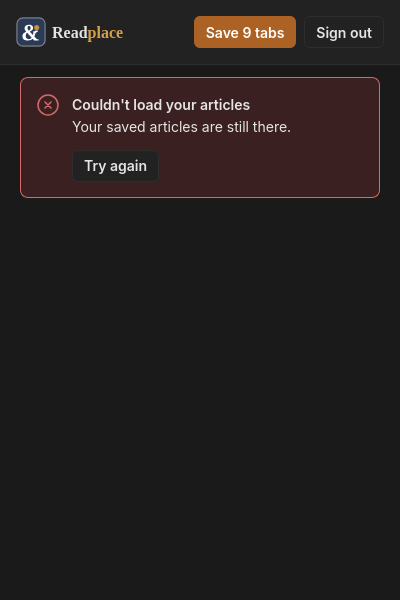 & Readplace
Save 9 tabs
Sign out
Couldn't load your articles
Your saved articles are still there.
Try again